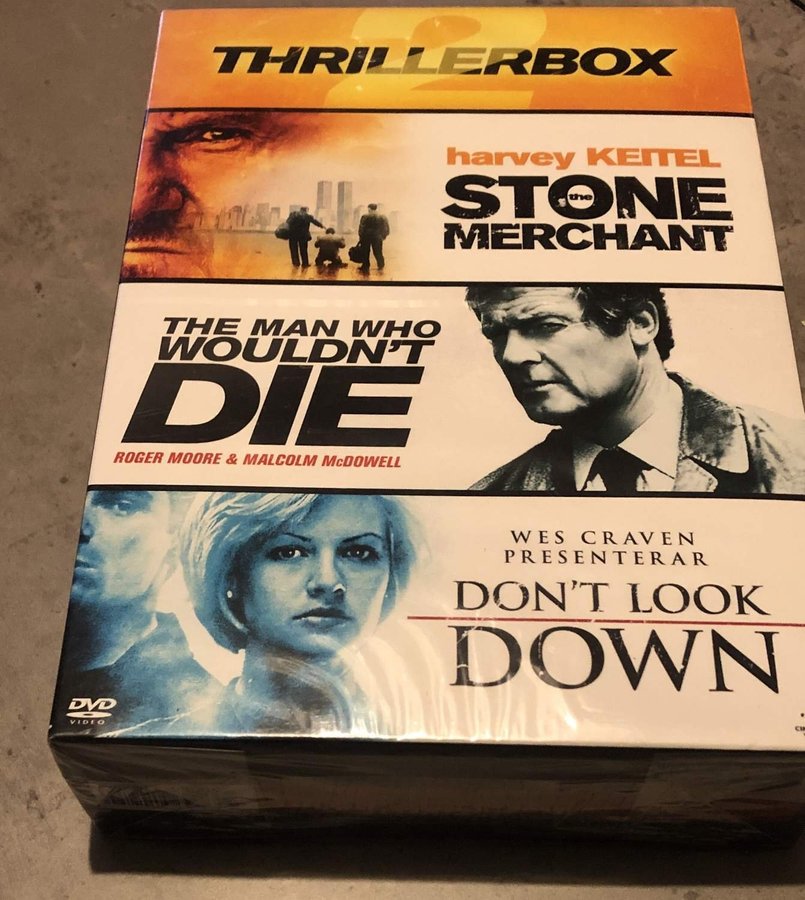 2
THRILLERBOX
harvey KEITEL
the
STONE
MERCHANT
THE MAN WHO
WOULDN'T
DIE
ROGER MOORE & MALCOLM McDOWELL
WES CRAVEN
PRESENTERAR
DON'T LOOK
DOWN
DVD
VIDEO